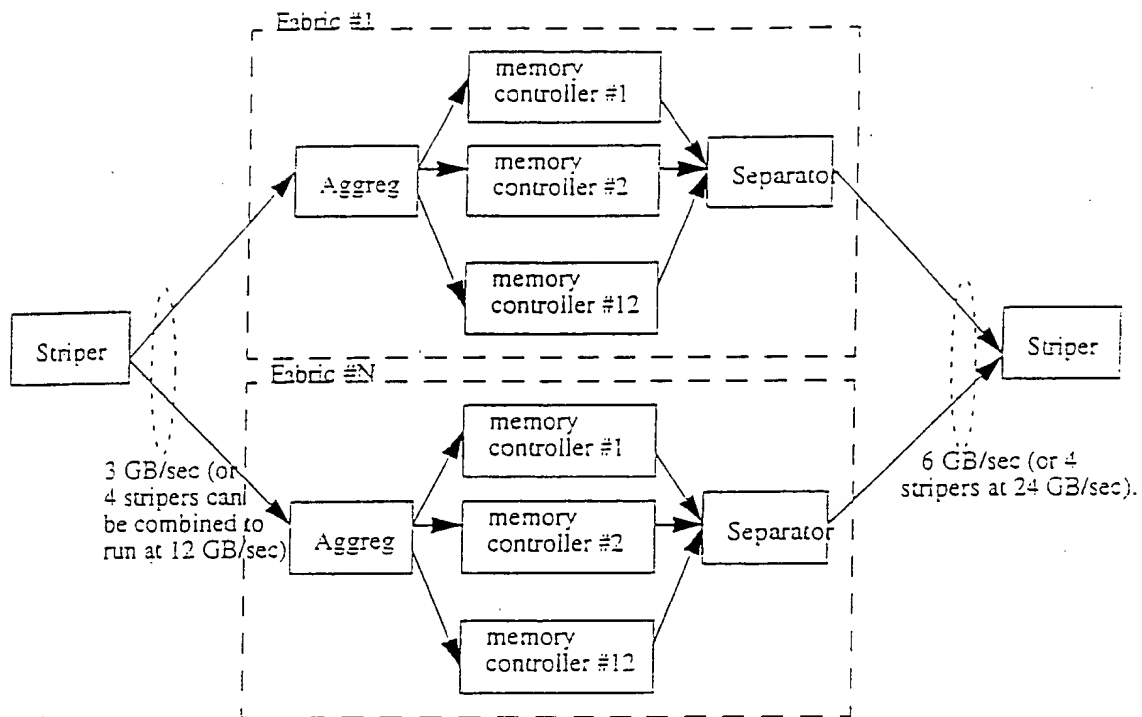 Fabric #1
memory
controller #1
Aggreg
memory
controller #2
Separator
memory
controller #12
Striper
Striper
Fabric #N
memory
controller #1
3 GB/sec (or
4 stripers can
be combined to
run at 12 GB/sec)
6 GB/sec (or 4
stripers at 24 GB/sec).
Aggreg
memory
controller #2
Separator
memory
controller #12